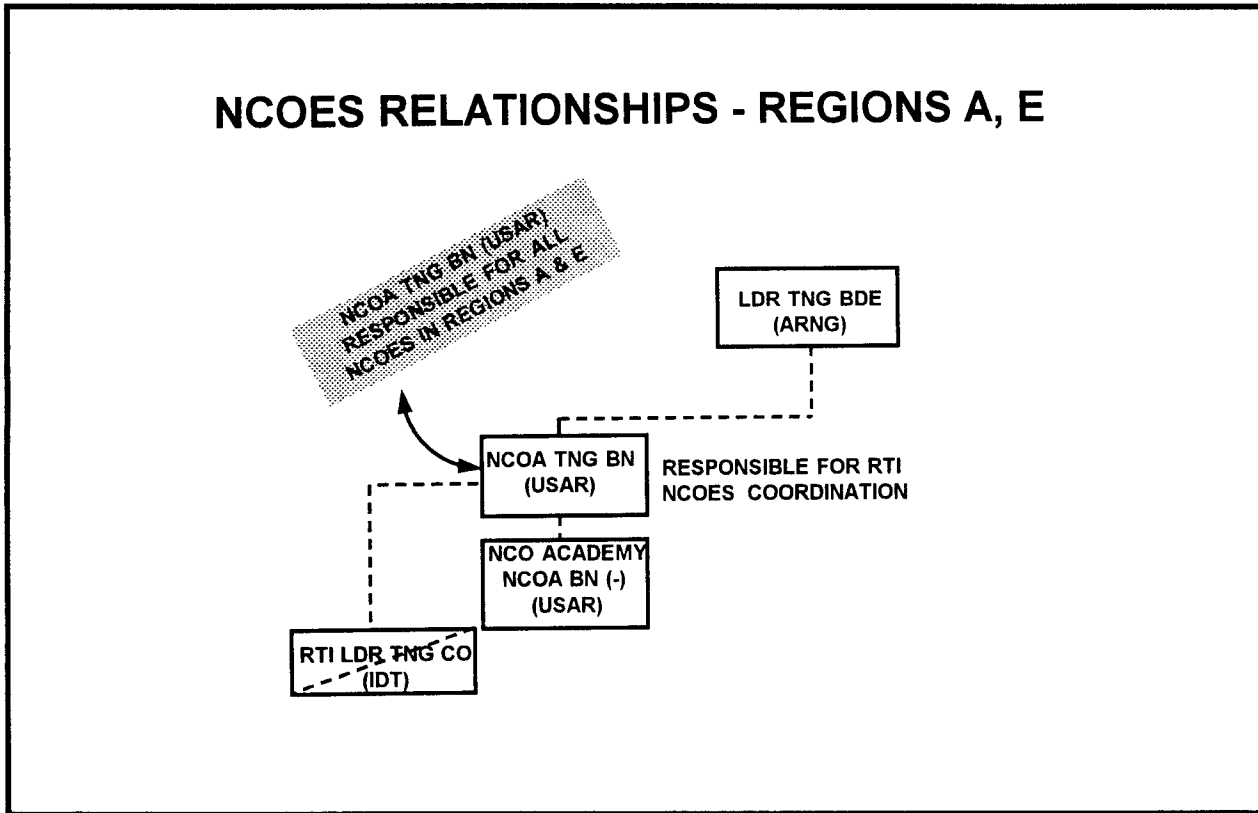 NCOES RELATIONSHIPS - REGIONS A, E
NCOA TNG BN (USAR)
RESPONSIBLE FOR ALL
NCOES IN REGIONS A & E
LDR TNG BDE
(ARNG)
NCOA TNG BN
(USAR)
RESPONSIBLE FOR RTI
NCOES COORDINATION
NCO ACADEMY
NCOA BN (-)
(USAR)
RTI LDR TNG CO
(IDT)